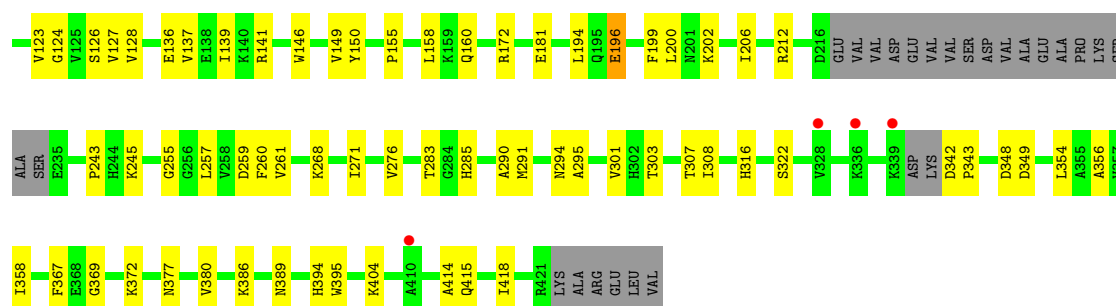 V123 G124 V125 S126 V127 V128 E136 V137 E138 I139 K140 R141 W146 V149 Y150 P155 L158 K159 Q160 R172 E181 L194 Q195 E196 F199 L200 N201 K202 I206 R212 D216 GLU VAL VAL ASP GLU VAL VAL SER ASP VAL ALA GLU ALA PRO LYS
ALA SER E235 P243 H244 K245 G255 G256 L257 V258 D259 F260 V261 K268 I271 V276 T283 G284 H285 A290 M291 N294 A295 V301 H302 T303 T307 I308 H316 S322 V328 K336 K339 ASP LYS D342 P343 D348 D349 L354 A355 A356
I358 F367 E368 G369 K372 N377 V380 K386 N389 H394 W395 K404 A410 A414 Q415 I418 R421 LYS ALA ARG GLU LEU VAL